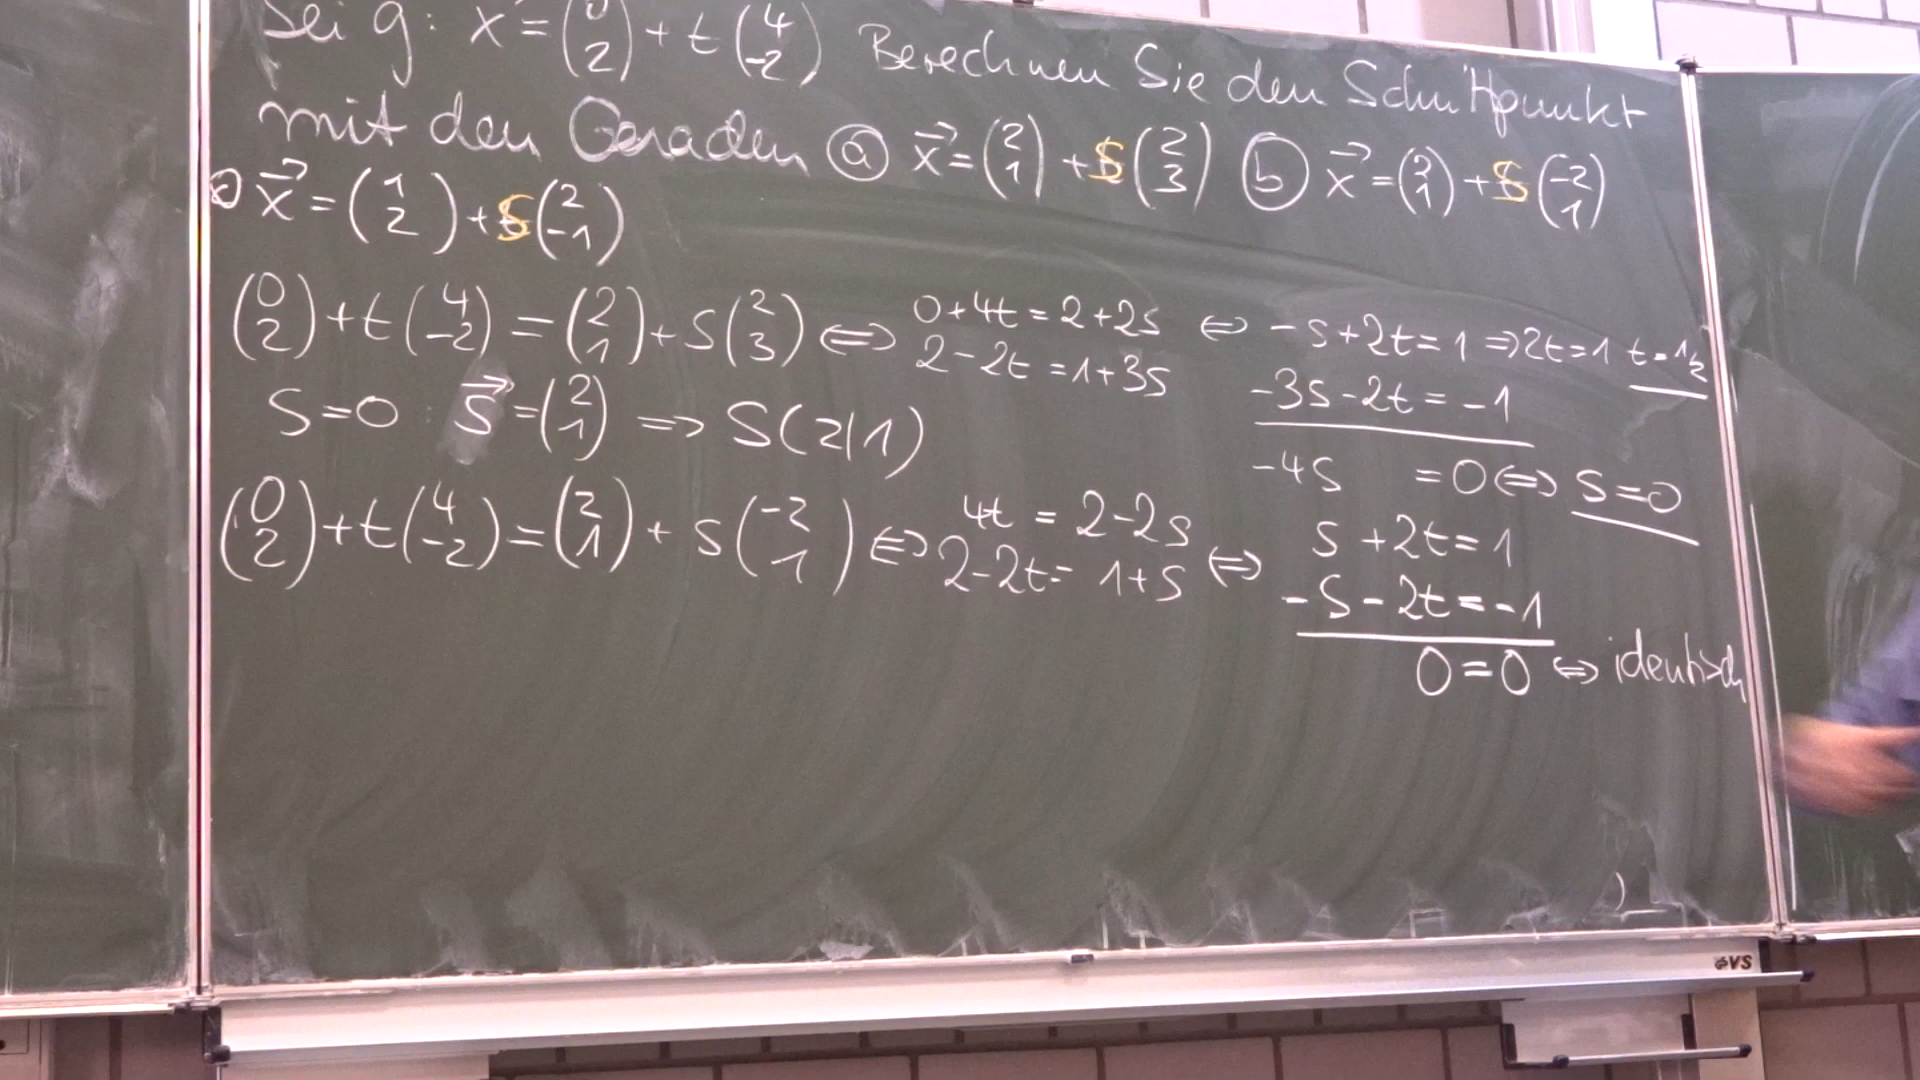 Sei g: x⃗ = (0 2) + t (4 -2) Berechnen Sie den Schnittpunkt
mit den Geraden ⓐ x⃗ = (2 1) + s (2 3) ⓑ x⃗ = (2 1) + s (-2 1)
x⃗ = (1 2) + s (2 -1)
(0 2) + t (4 -2) = (2 1) + s (2 3) ⇔ 0+4t = 2+2s ⇔ -s+2t = 1 ⇒ 2t = 1 t = 1/2
2-2t = 1+3s -3s-2t = -1
S=0 : s⃗ = (2 1) ⇒ S(2|1)
-4s = 0 ⇔ s=0
(0 2) + t (4 -2) = (2 1) + s (-2 1) ⇔ 4t = 2-2s ⇔ s+2t = 1
2-2t = 1+s -s-2t = -1
0 = 0 ⇔ identisch
GVS